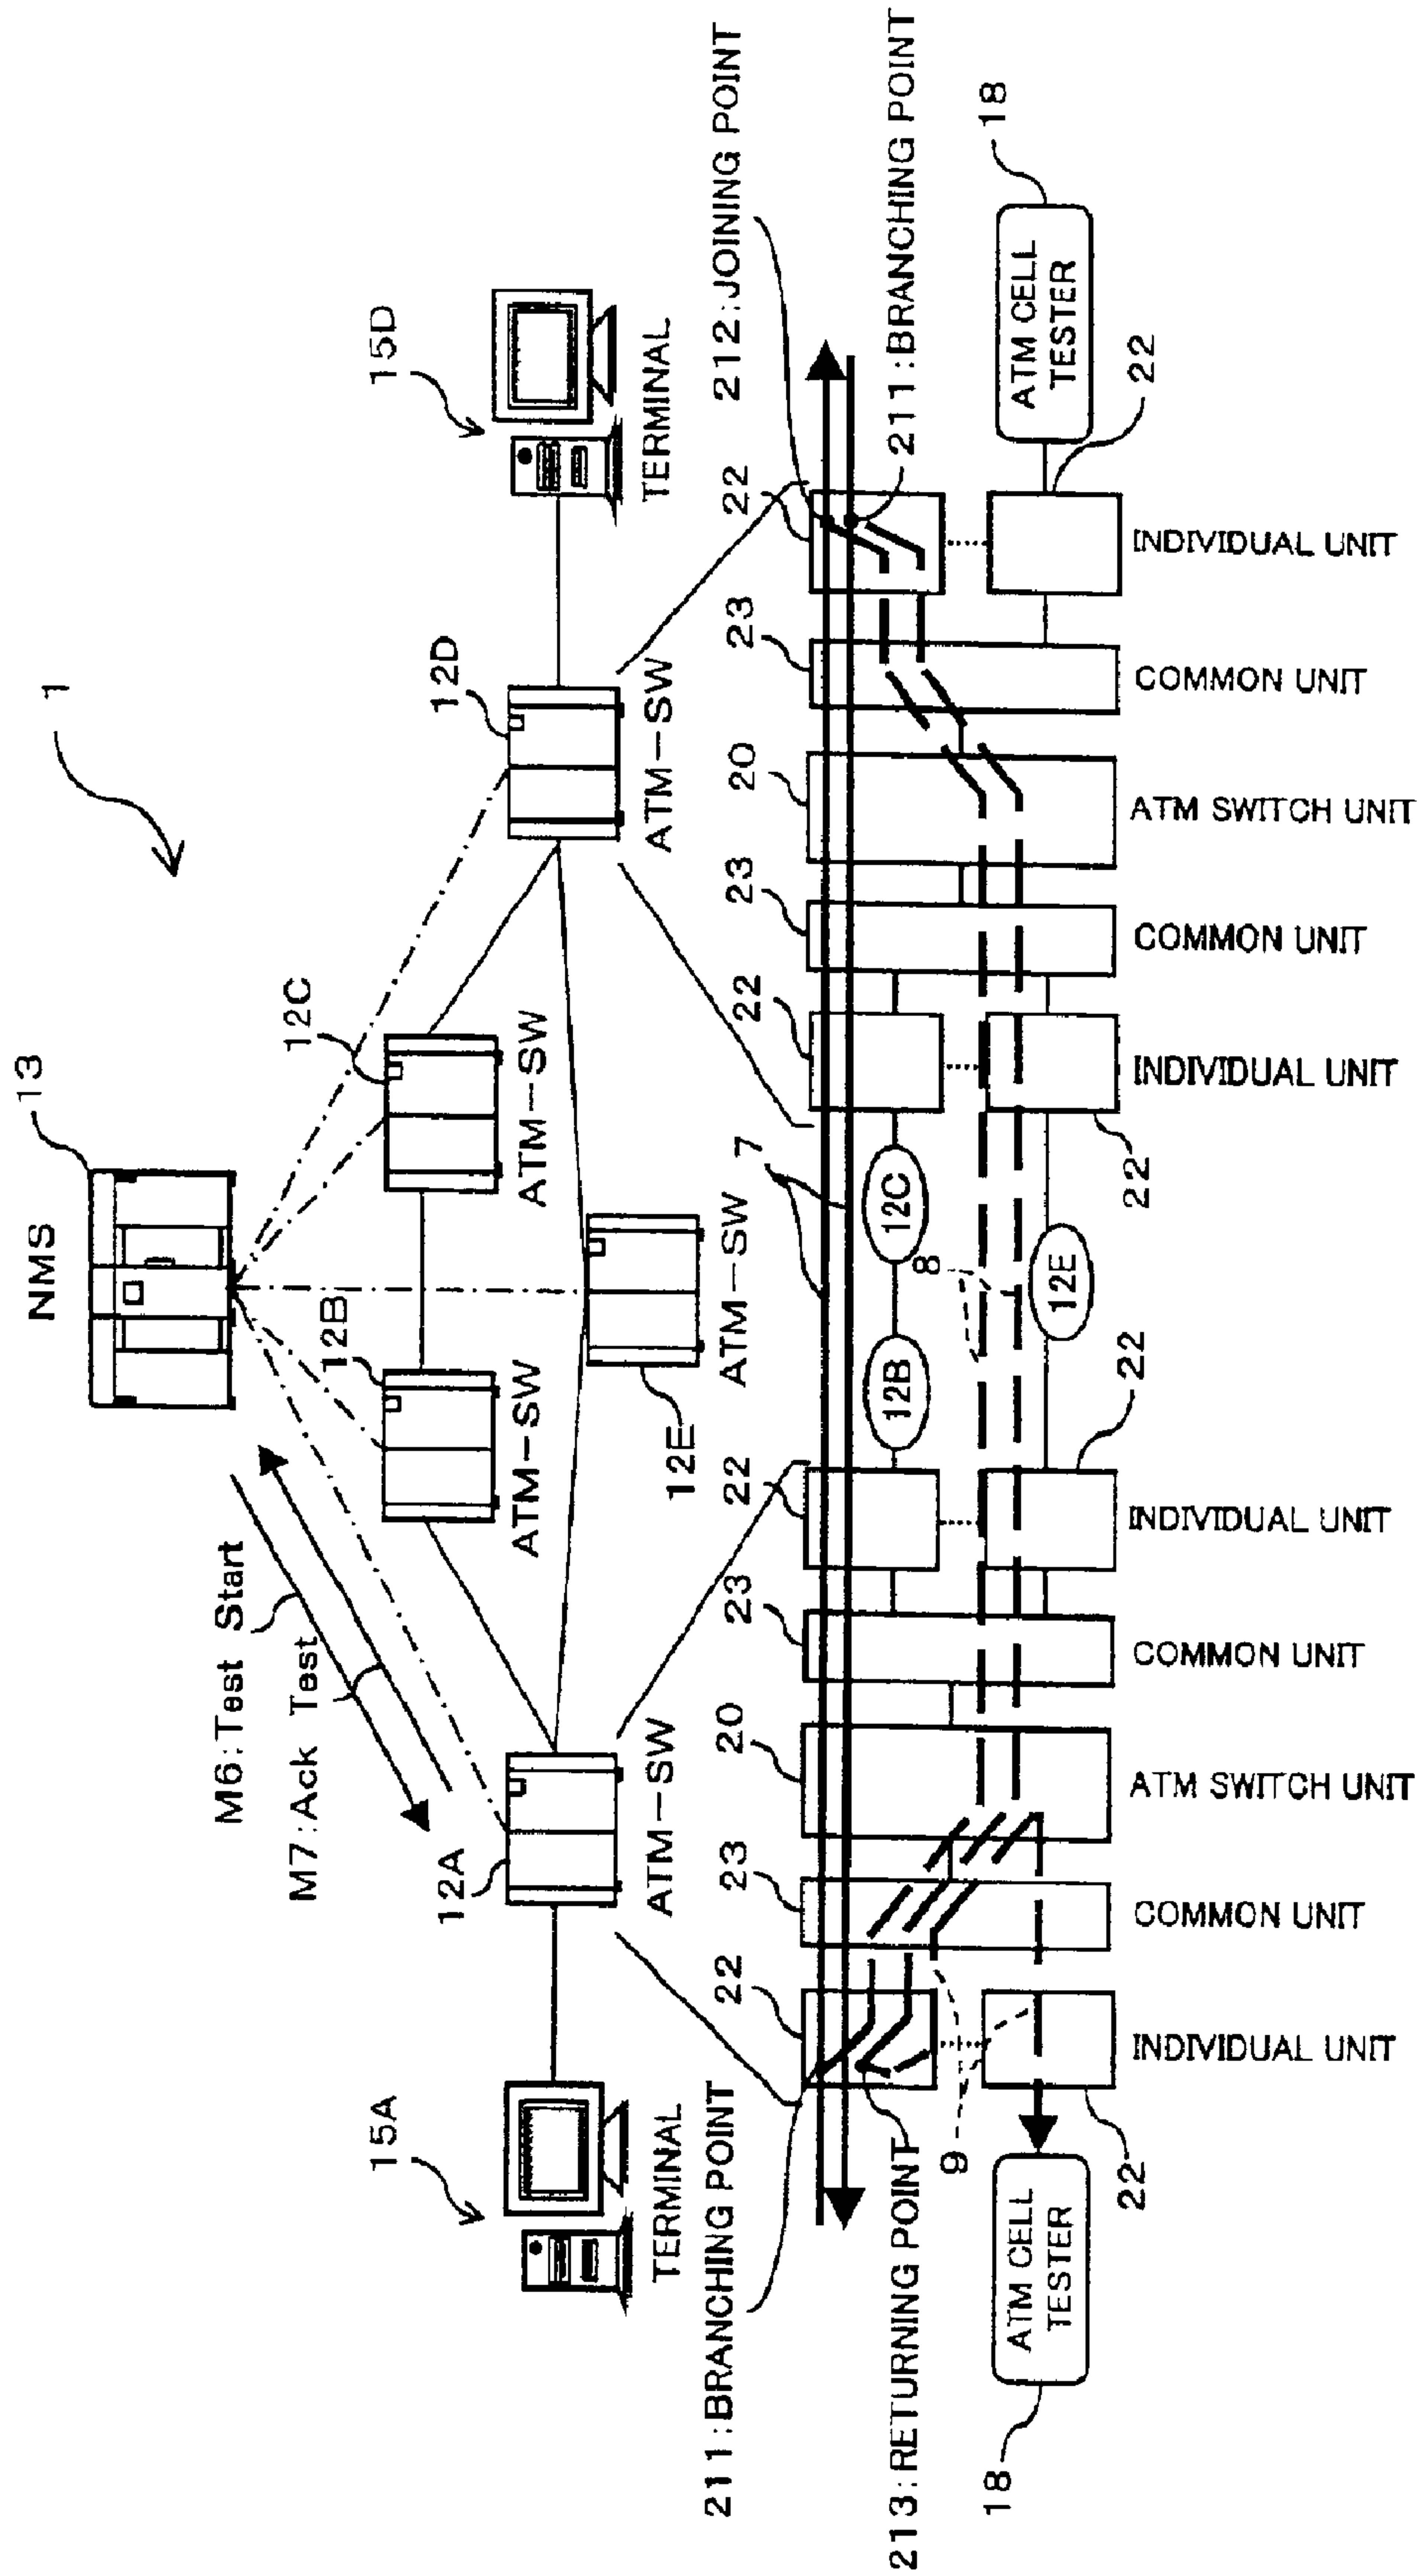 1
NMS
13
M6:Test Start
M7:Ack Test
12B
12C
ATM-SW
ATM-SW
12A
12D
15A
15D
TERMINAL
ATM-SW
ATM-SW
TERMINAL
12E
ATM-SW
211:BRANCHING POINT
212:JOINING POINT
213:RETURNING POINT
211:BRANCHING POINT
22
23
20
23
22
7
22
23
20
23
22
12B
12C
8
9
12E
22
22
22
22
18
ATM CELL
TESTER
18
ATM CELL
TESTER
INDIVIDUAL UNIT
COMMON UNIT
ATM SWITCH UNIT
COMMON UNIT
INDIVIDUAL UNIT
INDIVIDUAL UNIT
COMMON UNIT
ATM SWITCH UNIT
COMMON UNIT
INDIVIDUAL UNIT